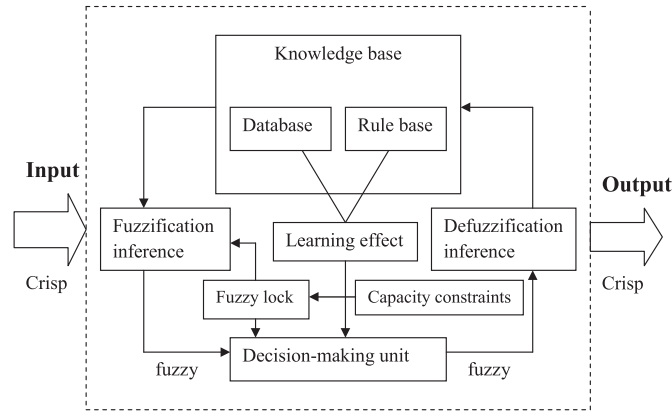 Knowledge base
Database
Rule base
Input
Output
Fuzzification
inference
Learning effect
Defuzzification
inference
Crisp
Crisp
Fuzzy lock
Capacity constraints
Decision-making unit
fuzzy
fuzzy